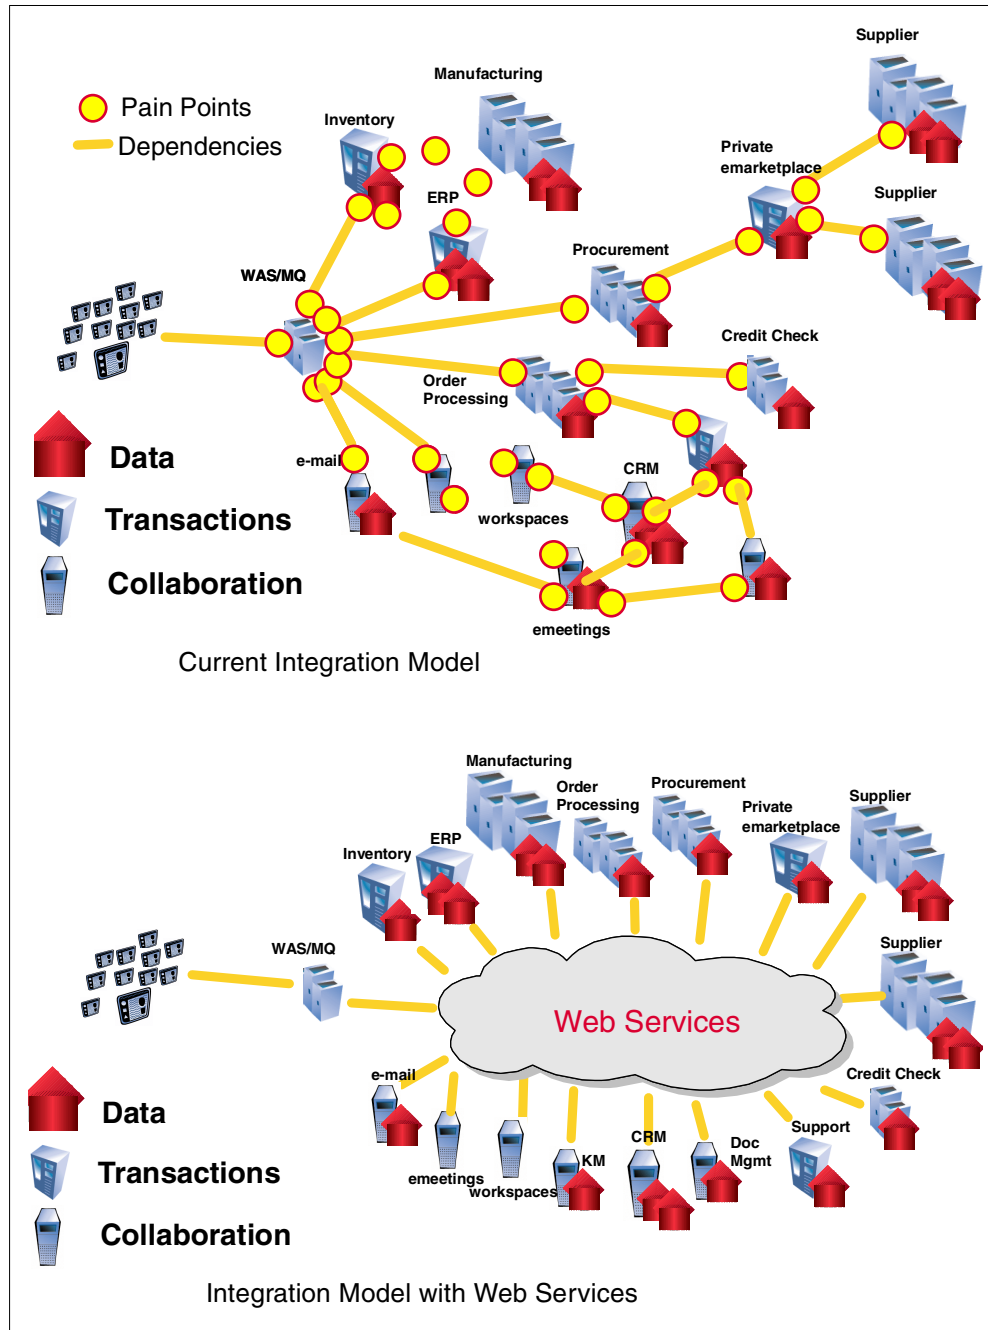 Supplier
Manufacturing
Pain Points
Inventory
Dependencies
Private
emarketplace
Supplier
ERP
Procurement
WAS/MQ
Credit Check
Order
Processing
Data
e-mail
CRM
Transactions
workspaces
Collaboration
emeetings
Current Integration Model
Manufacturing
Order
Processing
Procurement
Private
emarketplace
Supplier
ERP
Inventory
WAS/MQ
Supplier
Web Services
e-mail
Credit Check
Data
Support
CRM
Doc
Mgmt
KM
emeetings
workspaces
Transactions
Collaboration
Integration Model with Web Services